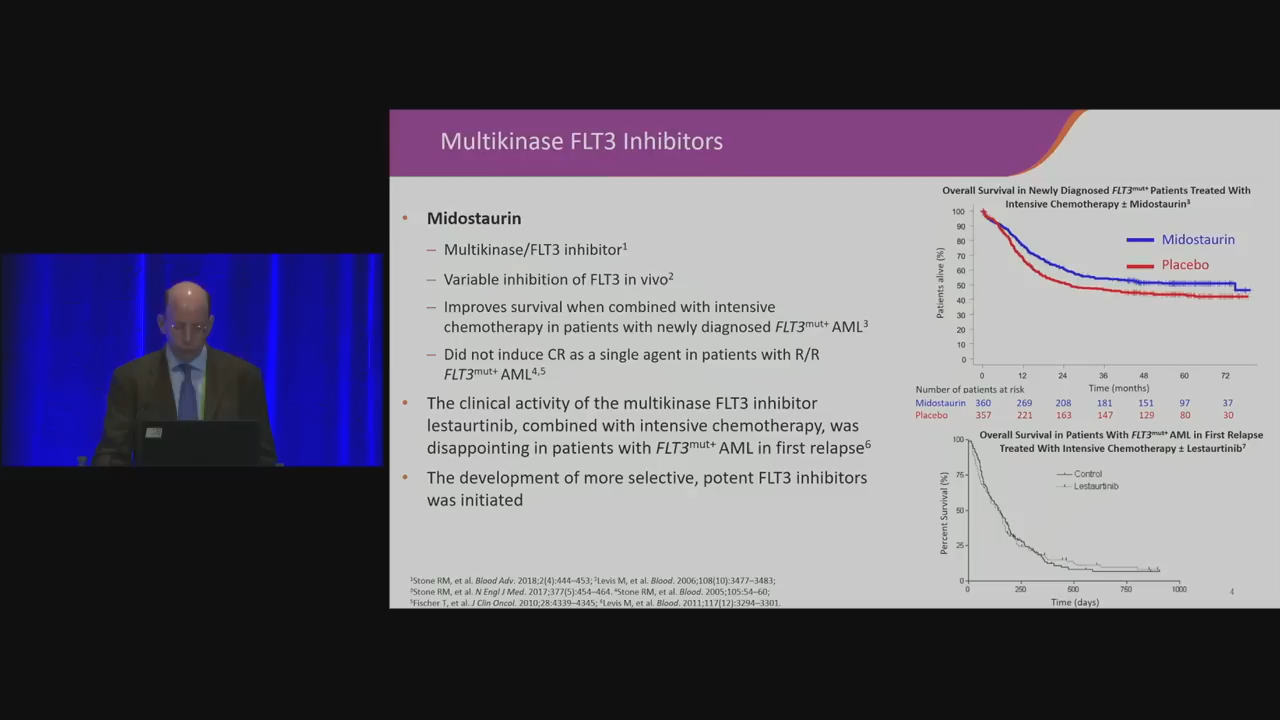 Multikinase FLT3 Inhibitors
• Midostaurin
– Multikinase/FLT3 inhibitor1
– Variable inhibition of FLT3 in vivo2
– Improves survival when combined with intensive
chemotherapy in patients with newly diagnosed FLT3mut+ AML3
– Did not induce CR as a single agent in patients with R/R
FLT3mut+ AML4,5
• The clinical activity of the multikinase FLT3 inhibitor
lestaurtinib, combined with intensive chemotherapy, was
disappointing in patients with FLT3mut+ AML in first relapse6
• The development of more selective, potent FLT3 inhibitors
was initiated
1Stone RM, et al. Blood Adv. 2018;2(4):444–453; 2Levis M, et al. Blood. 2006;108(10):3477–3483;
3Stone RM, et al. N Engl J Med. 2017;377(5):454–464. 4Stone RM, et al. Blood. 2005;105:54–60;
5Fischer T, et al. J Clin Oncol. 2010;28:4339–4345; 6Levis M, et al. Blood. 2011;117(12):3294–3301.
Overall Survival in Newly Diagnosed FLT3mut+ Patients Treated With
Intensive Chemotherapy ± Midostaurin3
Patients alive (%)
100
90
80
70
60
50
40
30
20
10
0
Midostaurin
Placebo
0 12 24 36 48 60 72
Time (months)
Number of patients at risk
Midostaurin 360 269 208 181 151 97 37
Placebo 357 221 163 147 129 80 30
Overall Survival in Patients With FLT3mut+ AML in First Relapse
Treated With Intensive Chemotherapy ± Lestaurtinib7
Percent Survival (%)
100
75
50
25
0
Control
Lestaurtinib
0 250 500 750 1000
Time (days)
4